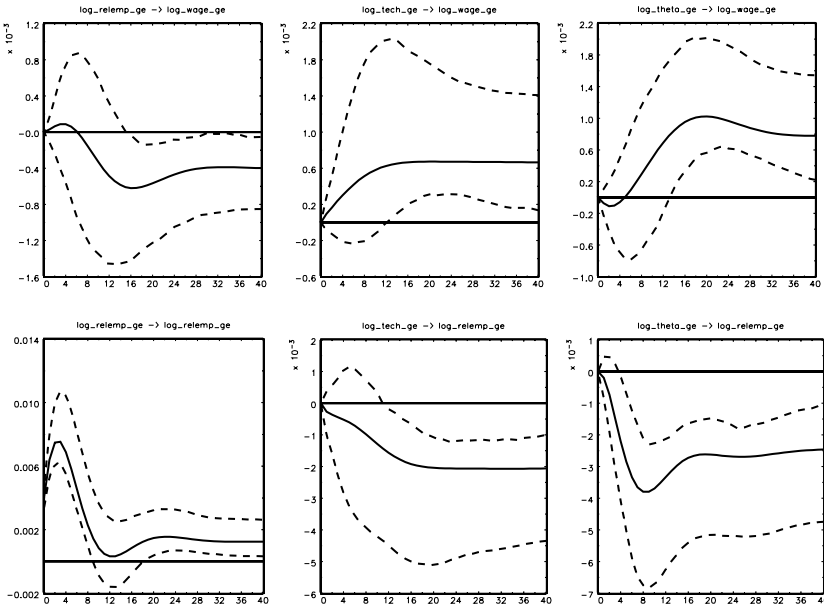 log_relemp_ge -> log_wage_ge
log_tech_ge -> log_wage_ge
log_theta_ge -> log_wage_ge
x 10⁻³
1.2
0.8
0.4
-0.0
-0.4
-0.8
-1.2
-1.6
0 4 8 12 16 20 24 28 32 36 40
x 10⁻³
2.2
1.8
1.4
1.0
0.6
0.2
-0.2
-0.6
0 4 8 12 16 20 24 28 32 36 40
x 10⁻³
2.2
1.8
1.4
1.0
0.6
0.2
-0.2
-0.6
-1.0
0 4 8 12 16 20 24 28 32 36 40
log_relemp_ge -> log_relemp_ge
log_tech_ge -> log_relemp_ge
log_theta_ge -> log_relemp_ge
0.014
0.010
0.006
0.002
-0.002
0 4 8 12 16 20 24 28 32 36 40
x 10⁻³
2
1
0
-1
-2
-3
-4
-5
-6
0 4 8 12 16 20 24 28 32 36 40
x 10⁻³
1
0
-1
-2
-3
-4
-5
-6
-7
0 4 8 12 16 20 24 28 32 36 40